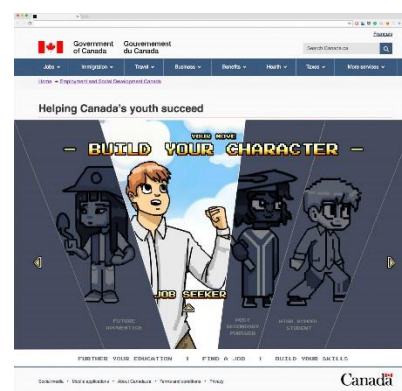 Français
Government
of Canada
Gouvernement
du Canada
Search Canada.ca
Jobs
Immigration
Travel
Business
Benefits
Health
Taxes
More services
Home → Employment and Social Development Canada
Helping Canada's youth succeed
YOUR MOVE
- BUILD YOUR CHARACTER -
JOB SEEKER
FUTURE
APPRENTICE
POST
SECONDARY
PURSUER
HIGH SCHOOL
STUDENT
FURTHER YOUR EDUCATION | FIND A JOB | BUILD YOUR SKILLS
Social media • Mobile applications • About Canada.ca • Terms and conditions • Privacy
Canada